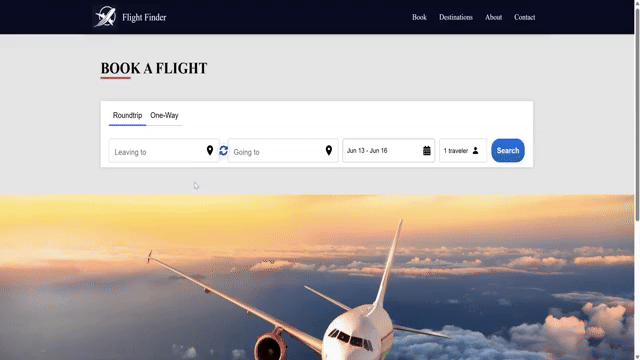 Flight Finder
Book Destinations About Contact
BOOK A FLIGHT
Roundtrip One-Way
Leaving to Going to Jun 13 - Jun 16 1 traveler Search